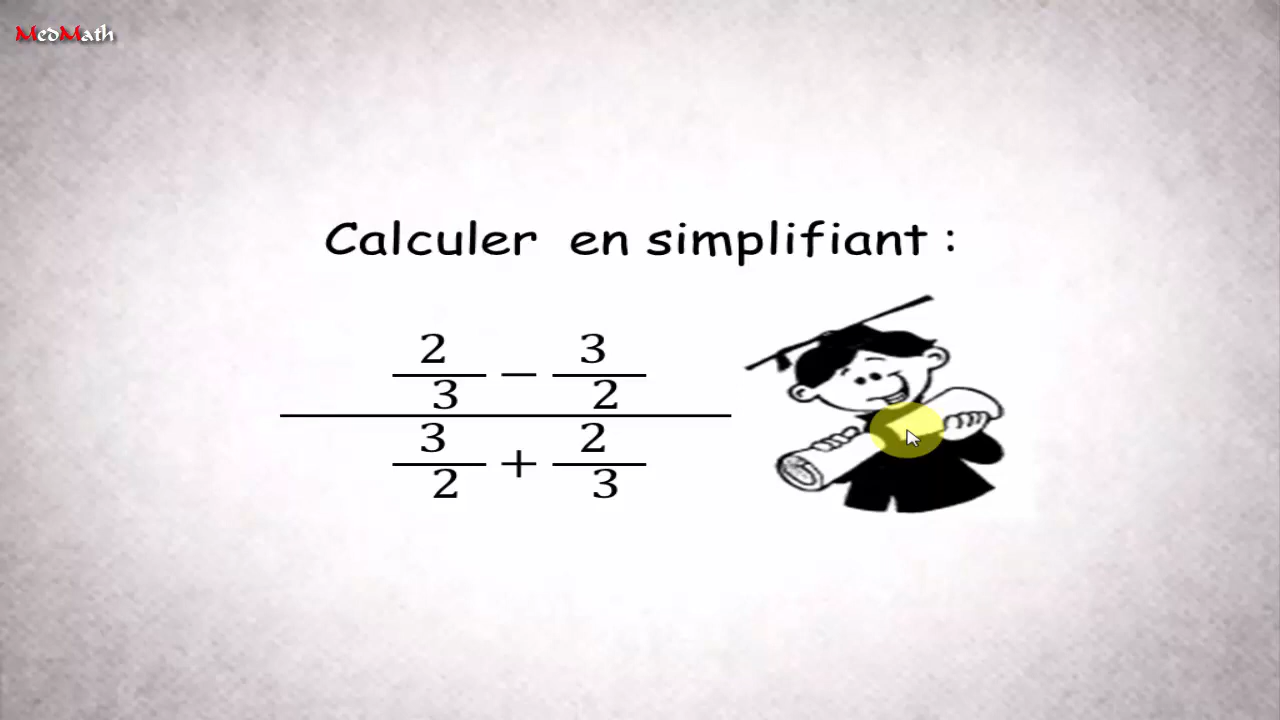 MedMath
Calculer en simplifiant :
2 3
3 − 2
3 2
2 + 3